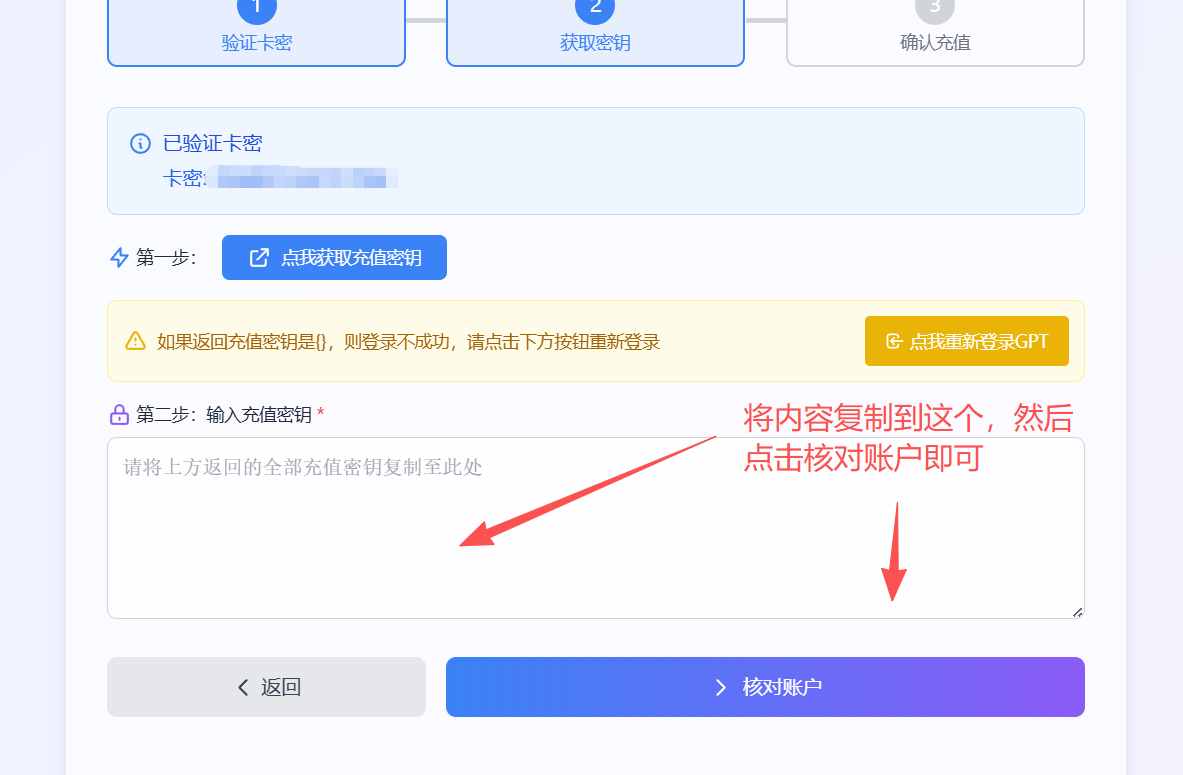 1
2
3
验证卡密
获取密钥
确认充值
已验证卡密
卡密:
第一步：
点我获取充值密钥
如果返回充值密钥是{}，则登录不成功，请点击下方按钮重新登录
点我重新登录GPT
第二步：输入充值密钥 *
将内容复制到这个，然后
点击核对账户即可
请将上方返回的全部充值密钥复制至此处
返回
核对账户